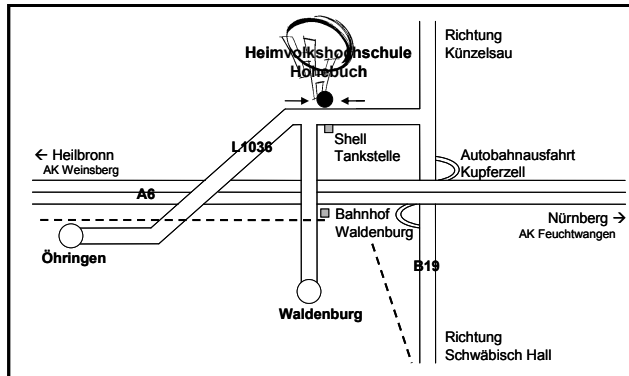 Richtung
Künzelsau
Heimvolkshochschule
Hohebuch
L1036
Shell
Tankstelle
← Heilbronn
AK Weinsberg
Autobahnausfahrt
Kupferzell
A6
Bahnhof
Waldenburg
Nürnberg →
AK Feuchtwangen
Öhringen
B19
Waldenburg
Richtung
Schwäbisch Hall